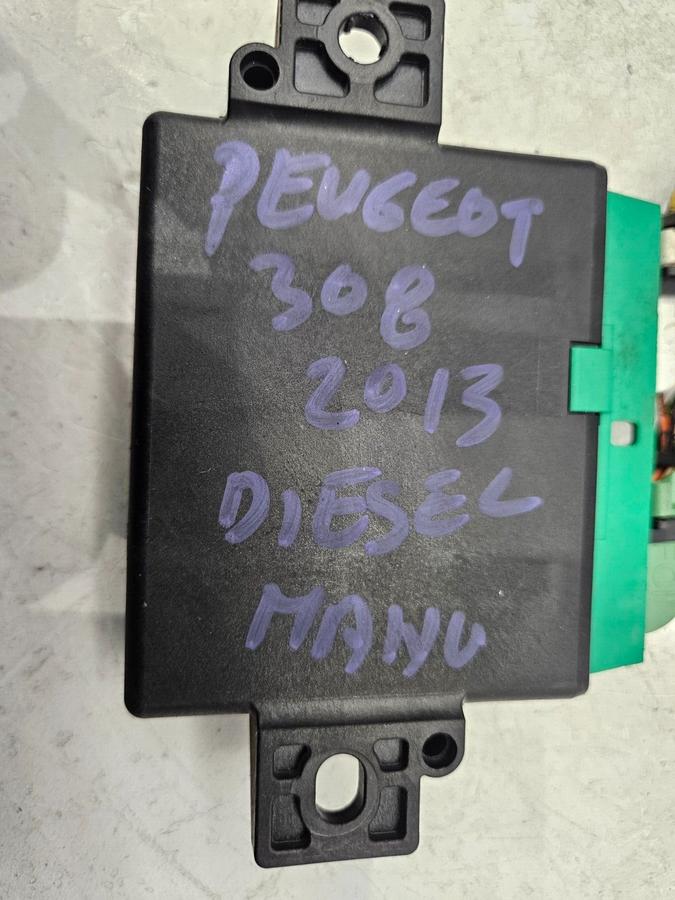 PEUGEOT
308
2013
DIESEL
MANU